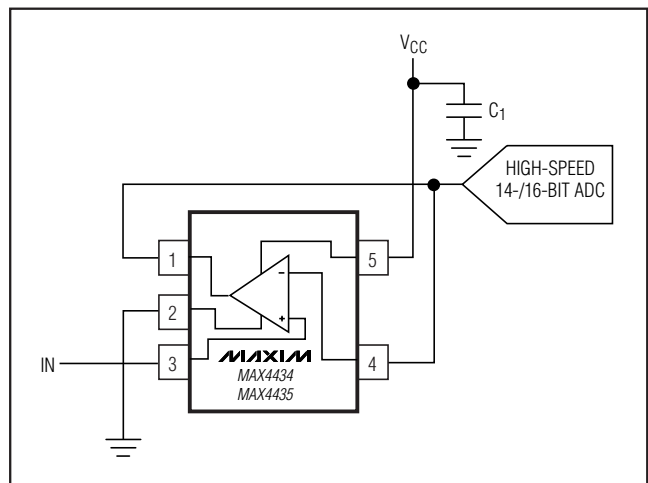 VCC
C1
HIGH-SPEED
14-/16-BIT ADC
1
5
-
2
+
IN
3
MAXIM
4
MAX4434
MAX4435